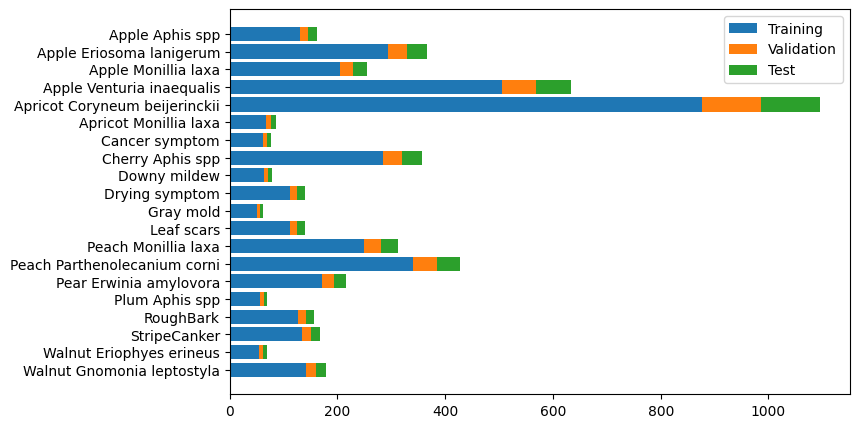 Training
Validation
Test
Apple Aphis spp
Apple Eriosoma lanigerum
Apple Monillia laxa
Apple Venturia inaequalis
Apricot Coryneum beijerinckii
Apricot Monillia laxa
Cancer symptom
Cherry Aphis spp
Downy mildew
Drying symptom
Gray mold
Leaf scars
Peach Monillia laxa
Peach Parthenolecanium corni
Pear Erwinia amylovora
Plum Aphis spp
RoughBark
StripeCanker
Walnut Eriophyes erineus
Walnut Gnomonia leptostyla
0 200 400 600 800 1000